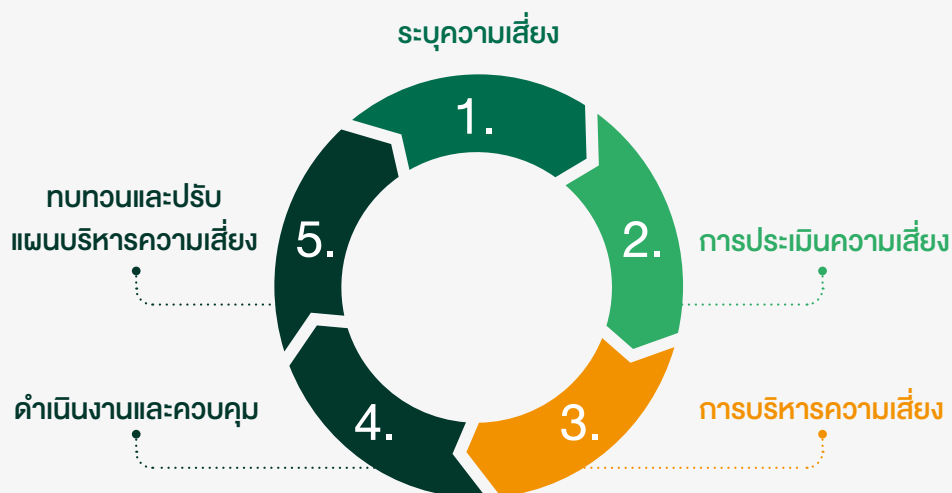 ระบุความเสี่ยง
1.
2.
การประเมินความเสี่ยง
3.
การบริหารความเสี่ยง
4.
ดำเนินงานและควบคุม
5.
ทบทวนและปรับ
แผนบริหารความเสี่ยง